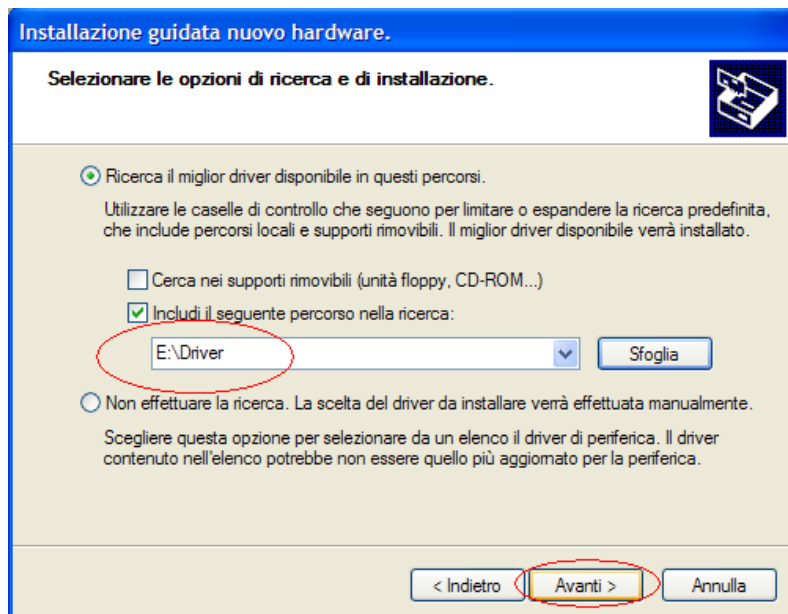 Installazione guidata nuovo hardware.
Selezionare le opzioni di ricerca e di installazione.
Ricerca il miglior driver disponibile in questi percorsi.
Utilizzare le caselle di controllo che seguono per limitare o espandere la ricerca predefinita,
che include percorsi locali e supporti rimovibili. Il miglior driver disponibile verrà installato.
Cerca nei supporti rimovibili (unità floppy, CD-ROM...)
Includi il seguente percorso nella ricerca:
E:\Driver
Sfoglia
Non effettuare la ricerca. La scelta del driver da installare verrà effettuata manualmente.
Scegliere questa opzione per selezionare da un elenco il driver di periferica. Il driver
contenuto nell'elenco potrebbe non essere quello più aggiornato per la periferica.
< Indietro
Avanti >
Annulla